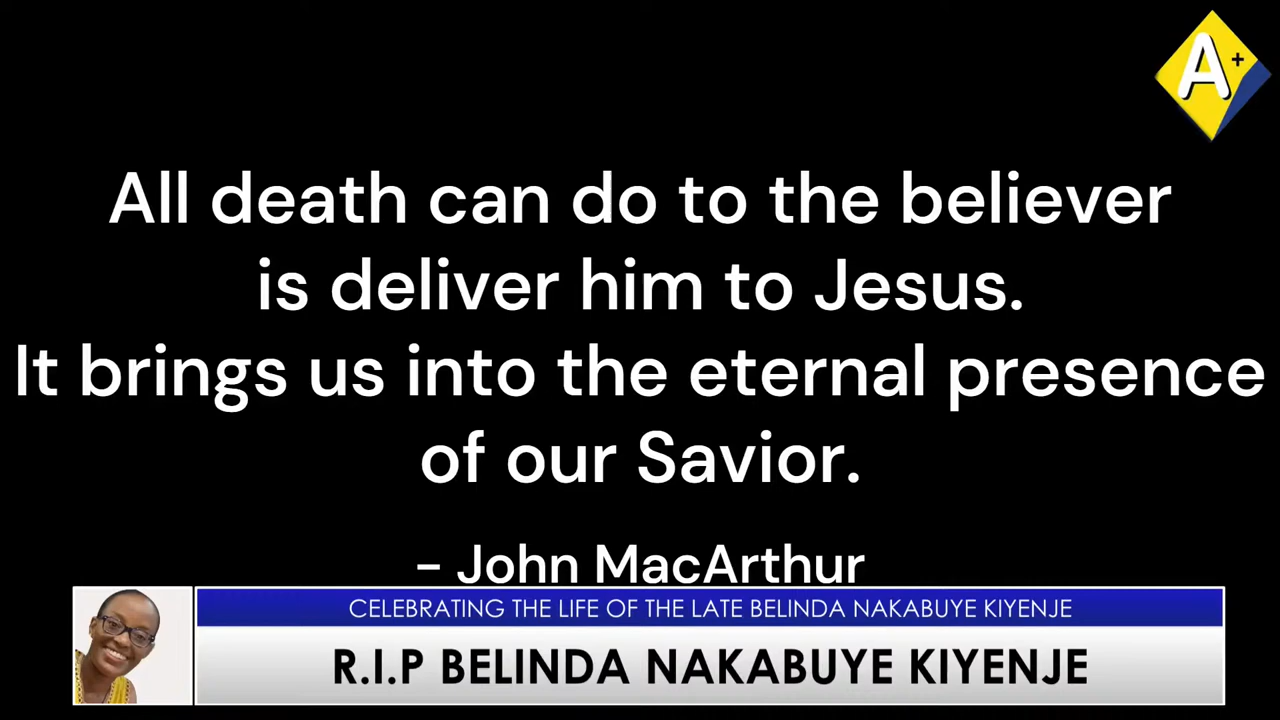 A+
All death can do to the believer
is deliver him to Jesus.
It brings us into the eternal presence
of our Savior.
- John MacArthur
CELEBRATING THE LIFE OF THE LATE BELINDA NAKABUYE KIYENJE
R.I.P BELINDA NAKABUYE KIYENJE